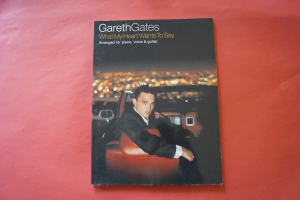 GarethGates
What My Heart Wants To Say
Arranged for piano, voice & guitar